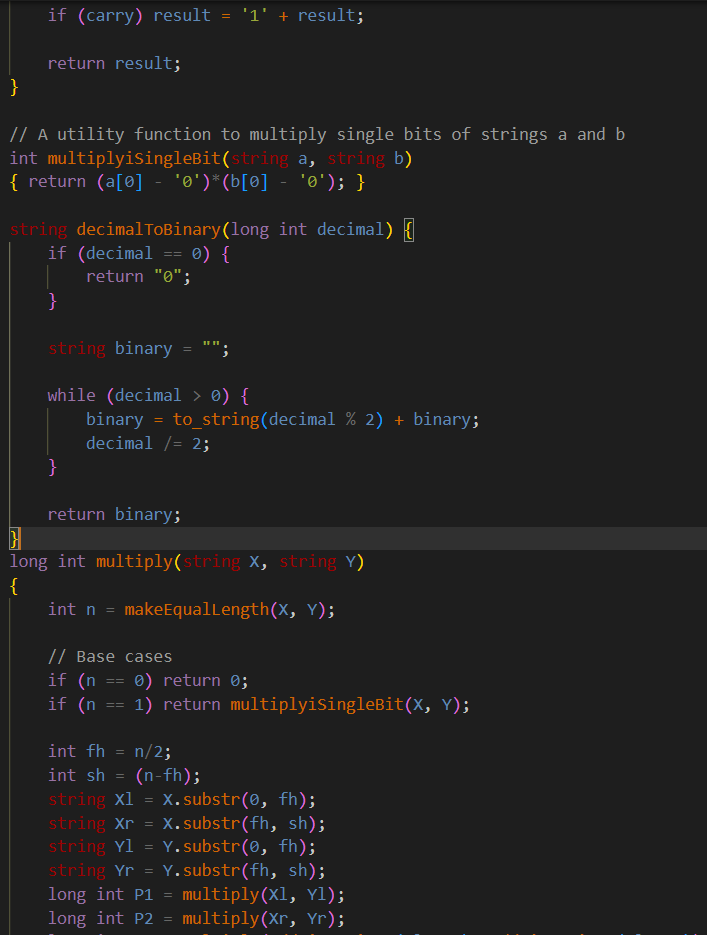 if (carry) result = '1' + result;
return result;
}
// A utility function to multiply single bits of strings a and b
int multiplyiSingleBit(string a, string b)
{ return (a[0] - '0')*(b[0] - '0'); }
string decimalToBinary(long int decimal) {
if (decimal == 0) {
return "0";
}
string binary = "";
while (decimal > 0) {
binary = to_string(decimal % 2) + binary;
decimal /= 2;
}
return binary;
}
long int multiply(string X, string Y)
{
int n = makeEqualLength(X, Y);
// Base cases
if (n == 0) return 0;
if (n == 1) return multiplyiSingleBit(X, Y);
int fh = n/2;
int sh = (n-fh);
string Xl = X.substr(0, fh);
string Xr = X.substr(fh, sh);
string Yl = Y.substr(0, fh);
string Yr = Y.substr(fh, sh);
long int P1 = multiply(Xl, Yl);
long int P2 = multiply(Xr, Yr);